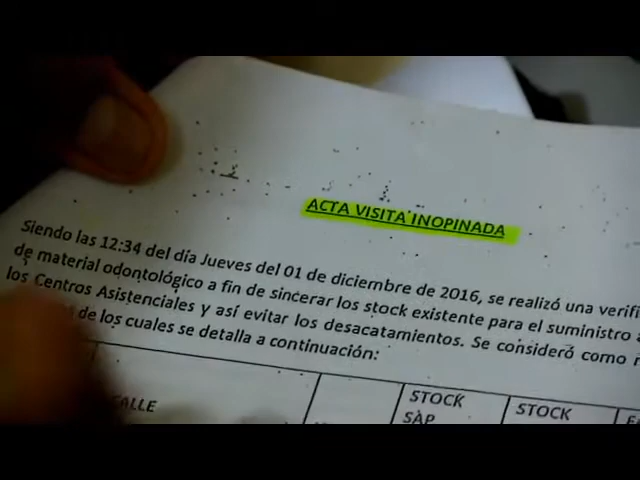 ACTA VISITA INOPINADA
Siendo las 12:34 del día Jueves del 01 de diciembre de 2016, se realizó una
de material odontológico a fin de sincerar los stock existente para el suministro
los Centros Asistenciales y así evitar los desacatamientos. Se consideró como
de los cuales se detalla a continuación:
STOCK SAP
STOCK